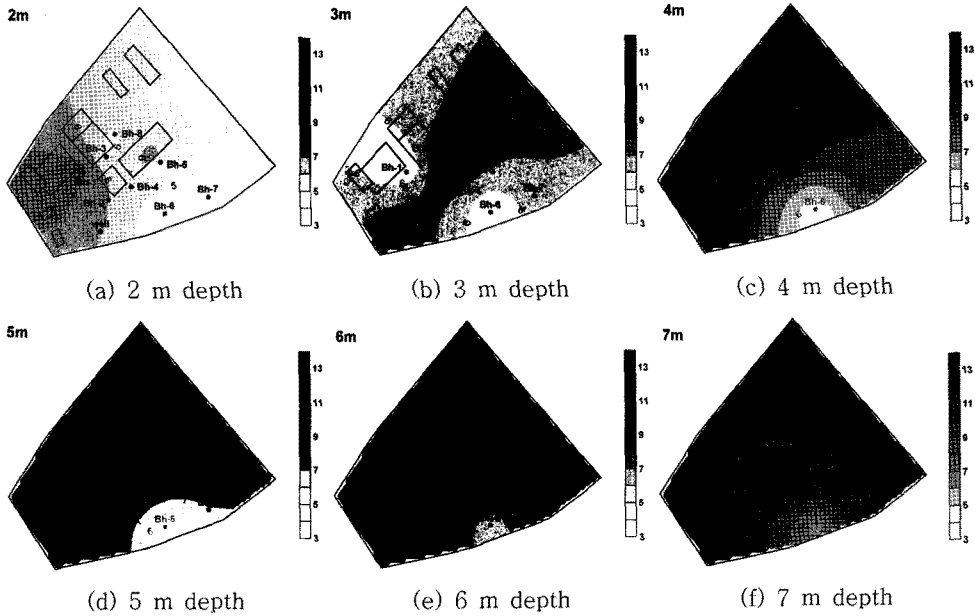 2m
3m
4m
13
11
9
7
5
3
Bh-8
Bh-3
Bh-5
Bh-4
5
Bh-7
Bh-6
13
11
9
7
5
3
Bh-1
6
Bh-6
13
11
9
7
5
3
Bh-6
(a) 2 m depth
(b) 3 m depth
(c) 4 m depth
5m
6m
7m
13
11
9
7
5
3
6
13
11
9
7
5
3
13
11
9
7
5
3
(d) 5 m depth
(e) 6 m depth
(f) 7 m depth